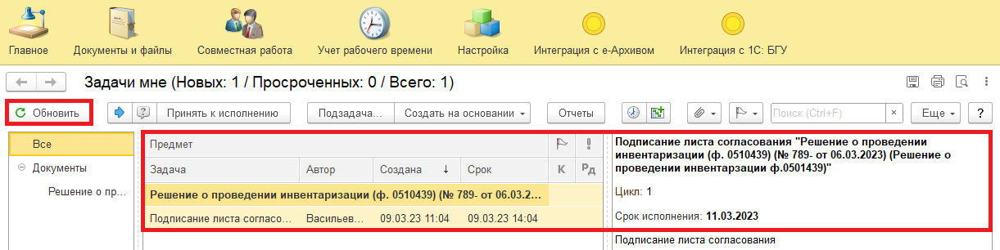 Главное Документы и файлы Совместная работа Учет рабочего времени Настройка Интеграция с е-Архивом Интеграция с 1С: БГУ
Задачи мне (Новых: 1 / Просроченных: 0 / Всего: 1)
Обновить Принять к исполнению Подзадача... Создать на основании Отчеты Поиск (Ctrl+F) × Еще ?
Все
Документы
Решение о пр...
Предмет
Задача Автор Создана ↓ Срок К Рд
Решение о проведении инвентаризации (ф. 0510439) (№ 789- от 06.03.2...
Подписание листа согласо... Васильев... 09.03.23 11:04 09.03.23 14:04
Подписание листа согласования "Решение о проведении
инвентаризации (ф. 0510439) (№ 789- от 06.03.2023) (Решение о
проведении инвентарзации ф.0501439)"
Цикл: 1
Срок исполнения: 11.03.2023
Подписание листа согласования